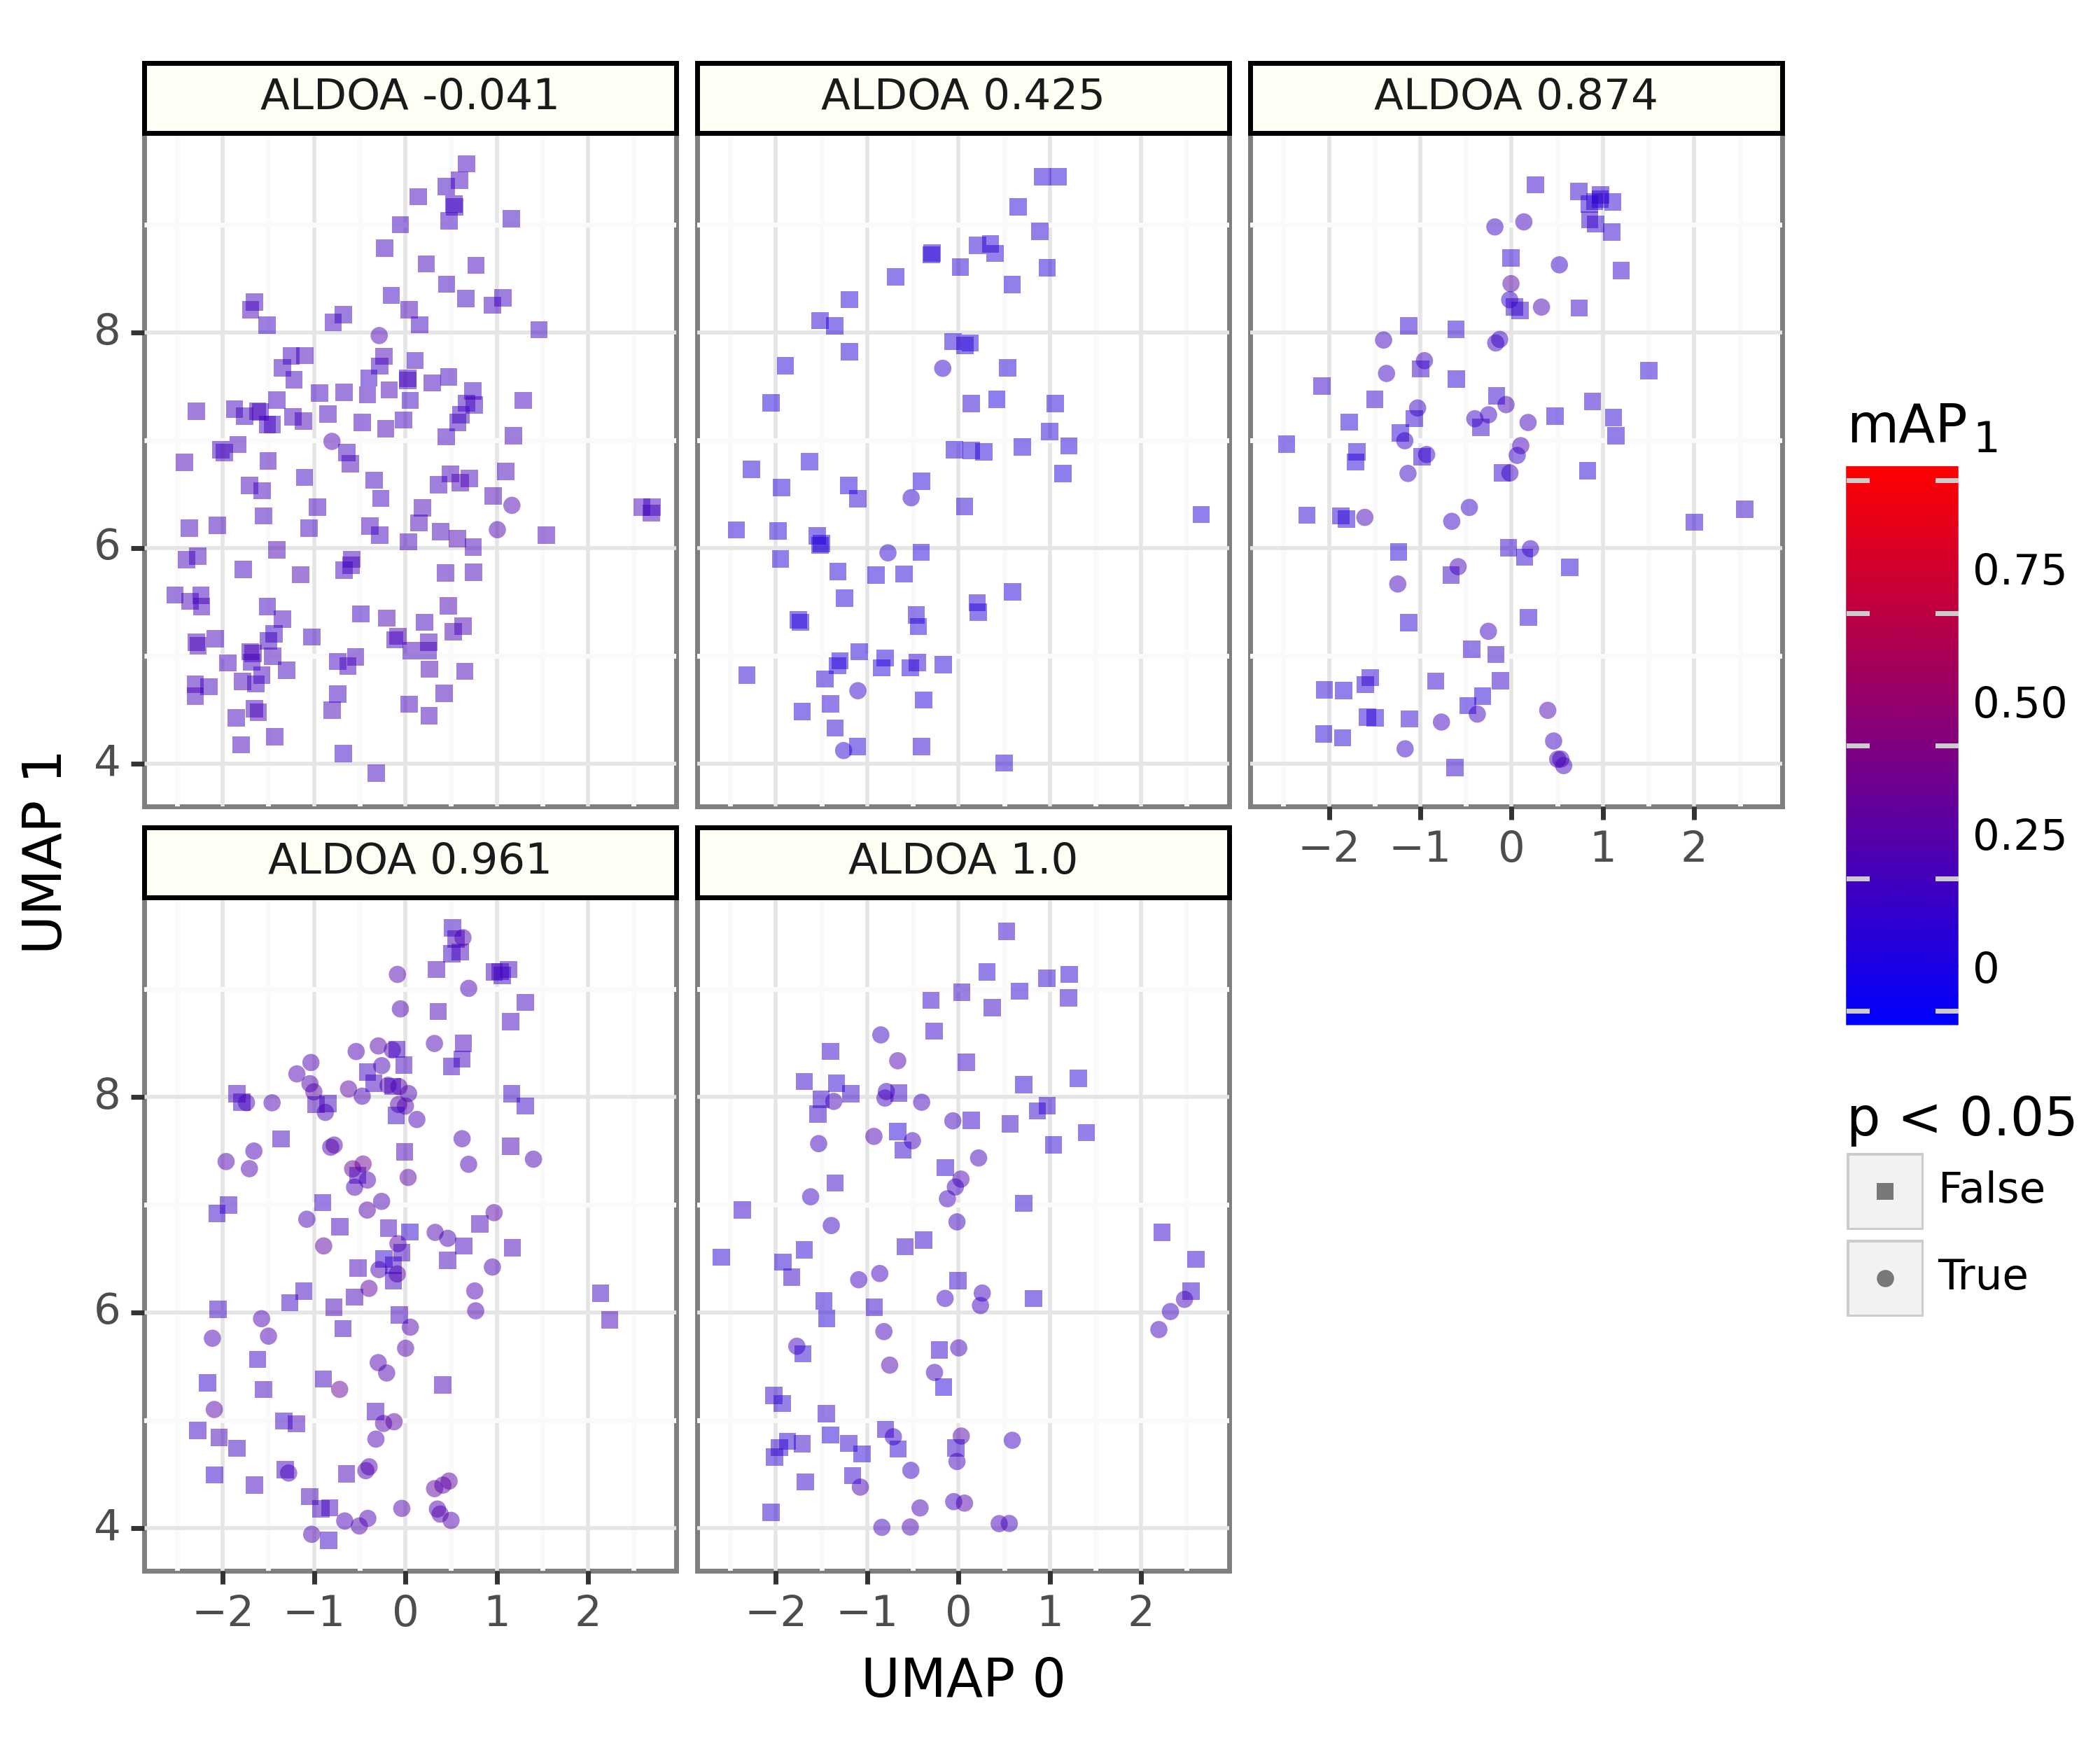 ALDOA -0.041
ALDOA 0.425
ALDOA 0.874
8
6
4
−2 −1 0 1 2
ALDOA 0.961
ALDOA 1.0
8
6
4
−2 −1 0 1 2
−2 −1 0 1 2
UMAP 1
UMAP 0
mAP
1
0.75
0.50
0.25
0
p < 0.05
False
True